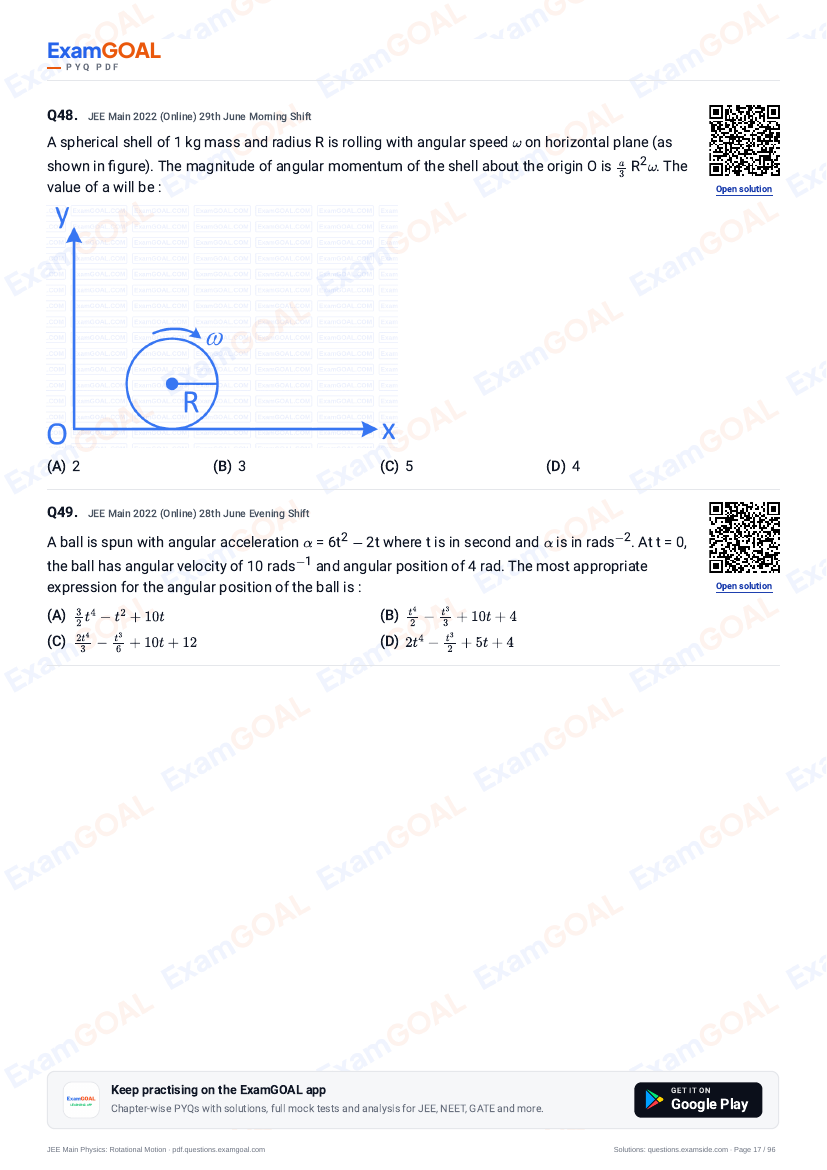 ExamGOAL
PYQ PDF
Q48. JEE Main 2022 (Online) 29th June Morning Shift
A spherical shell of 1 kg mass and radius R is rolling with angular speed ω on horizontal plane (as
shown in figure). The magnitude of angular momentum of the shell about the origin O is a/3 R²ω. The
value of a will be :
Open solution
y
ω
R
O
x
(A) 2 (B) 3 (C) 5 (D) 4
Q49. JEE Main 2022 (Online) 28th June Evening Shift
A ball is spun with angular acceleration α = 6t² − 2t where t is in second and α is in rads⁻². At t = 0,
the ball has angular velocity of 10 rads⁻¹ and angular position of 4 rad. The most appropriate
expression for the angular position of the ball is :
Open solution
(A) 3/2 t⁴ − t² + 10t (B) t⁴/2 − t³/3 + 10t + 4
(C) 2t⁴/3 − t³/6 + 10t + 12 (D) 2t⁴ − t³/2 + 5t + 4
ExamGOAL
Keep practising on the ExamGOAL app
Chapter-wise PYQs with solutions, full mock tests and analysis for JEE, NEET, GATE and more.
GET IT ON
Google Play
JEE Main Physics: Rotational Motion · pdf.questions.examgoal.com
Solutions: questions.examside.com · Page 17 / 96